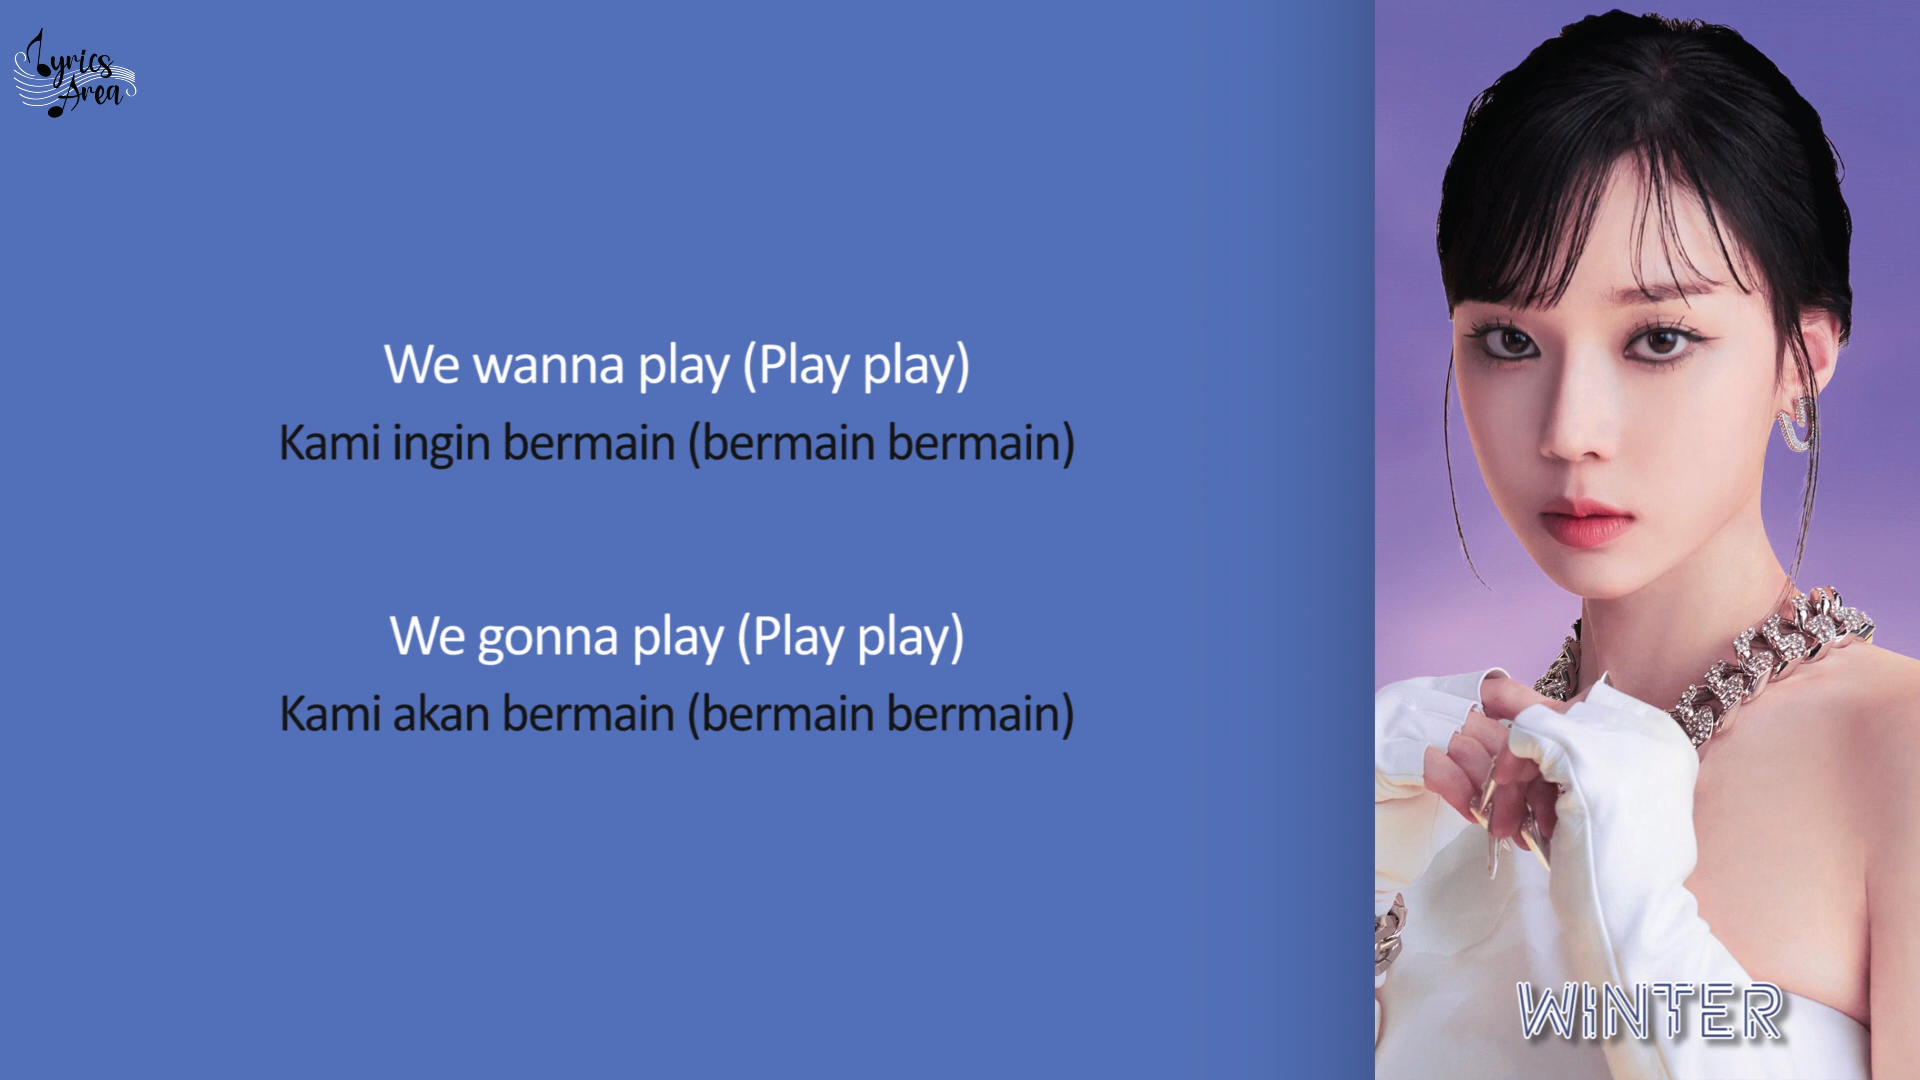 Lyrics
Area
We wanna play (Play play)
Kami ingin bermain (bermain bermain)
We gonna play (Play play)
Kami akan bermain (bermain bermain)
WINTER